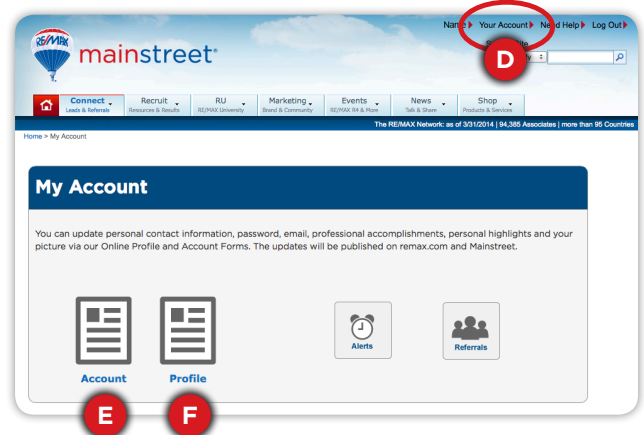 Name Your Account Need Help Log Out
RE/MAX
mainstreet®
D
Connect
Leads & Referrals
Recruit
Resources & Results
RU
RE/MAX University
Marketing
Brand & Community
Events
RE/MAX R4 & More
News
Talk & Share
Shop
Products & Services
The RE/MAX Network: as of 3/31/2014 | 94,385 Associates | more than 95 Countries
Home > My Account
My Account
You can update personal contact information, password, email, professional accomplishments, personal highlights and your
picture via our Online Profile and Account Forms. The updates will be published on remax.com and Mainstreet.
Alerts
Referrals
Account
Profile
E
F